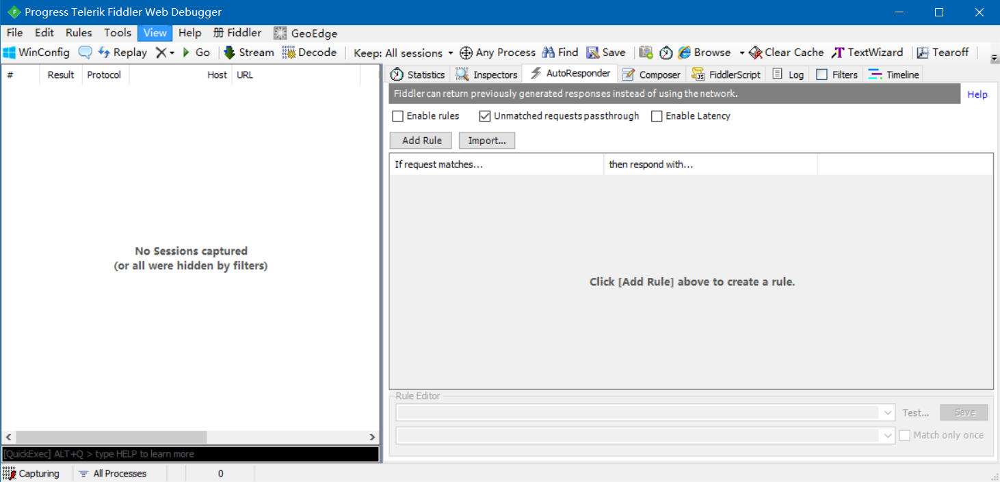 Progress Telerik Fiddler Web Debugger
File Edit Rules Tools View Help 册 Fiddler GeoEdge
WinConfig Replay Go Stream Decode Keep: All sessions Any Process Find Save Browse Clear Cache TextWizard Tearoff
# Result Protocol Host URL
Statistics Inspectors AutoResponder Composer FiddlerScript Log Filters Timeline
Fiddler can return previously generated responses instead of using the network. Help
Enable rules Unmatched requests passthrough Enable Latency
Add Rule Import...
If request matches... then respond with...
No Sessions captured
(or all were hidden by filters)
Click [Add Rule] above to create a rule.
Rule Editor
Test... Save
Match only once
[QuickExec] ALT+Q > type HELP to learn more
Capturing All Processes 0